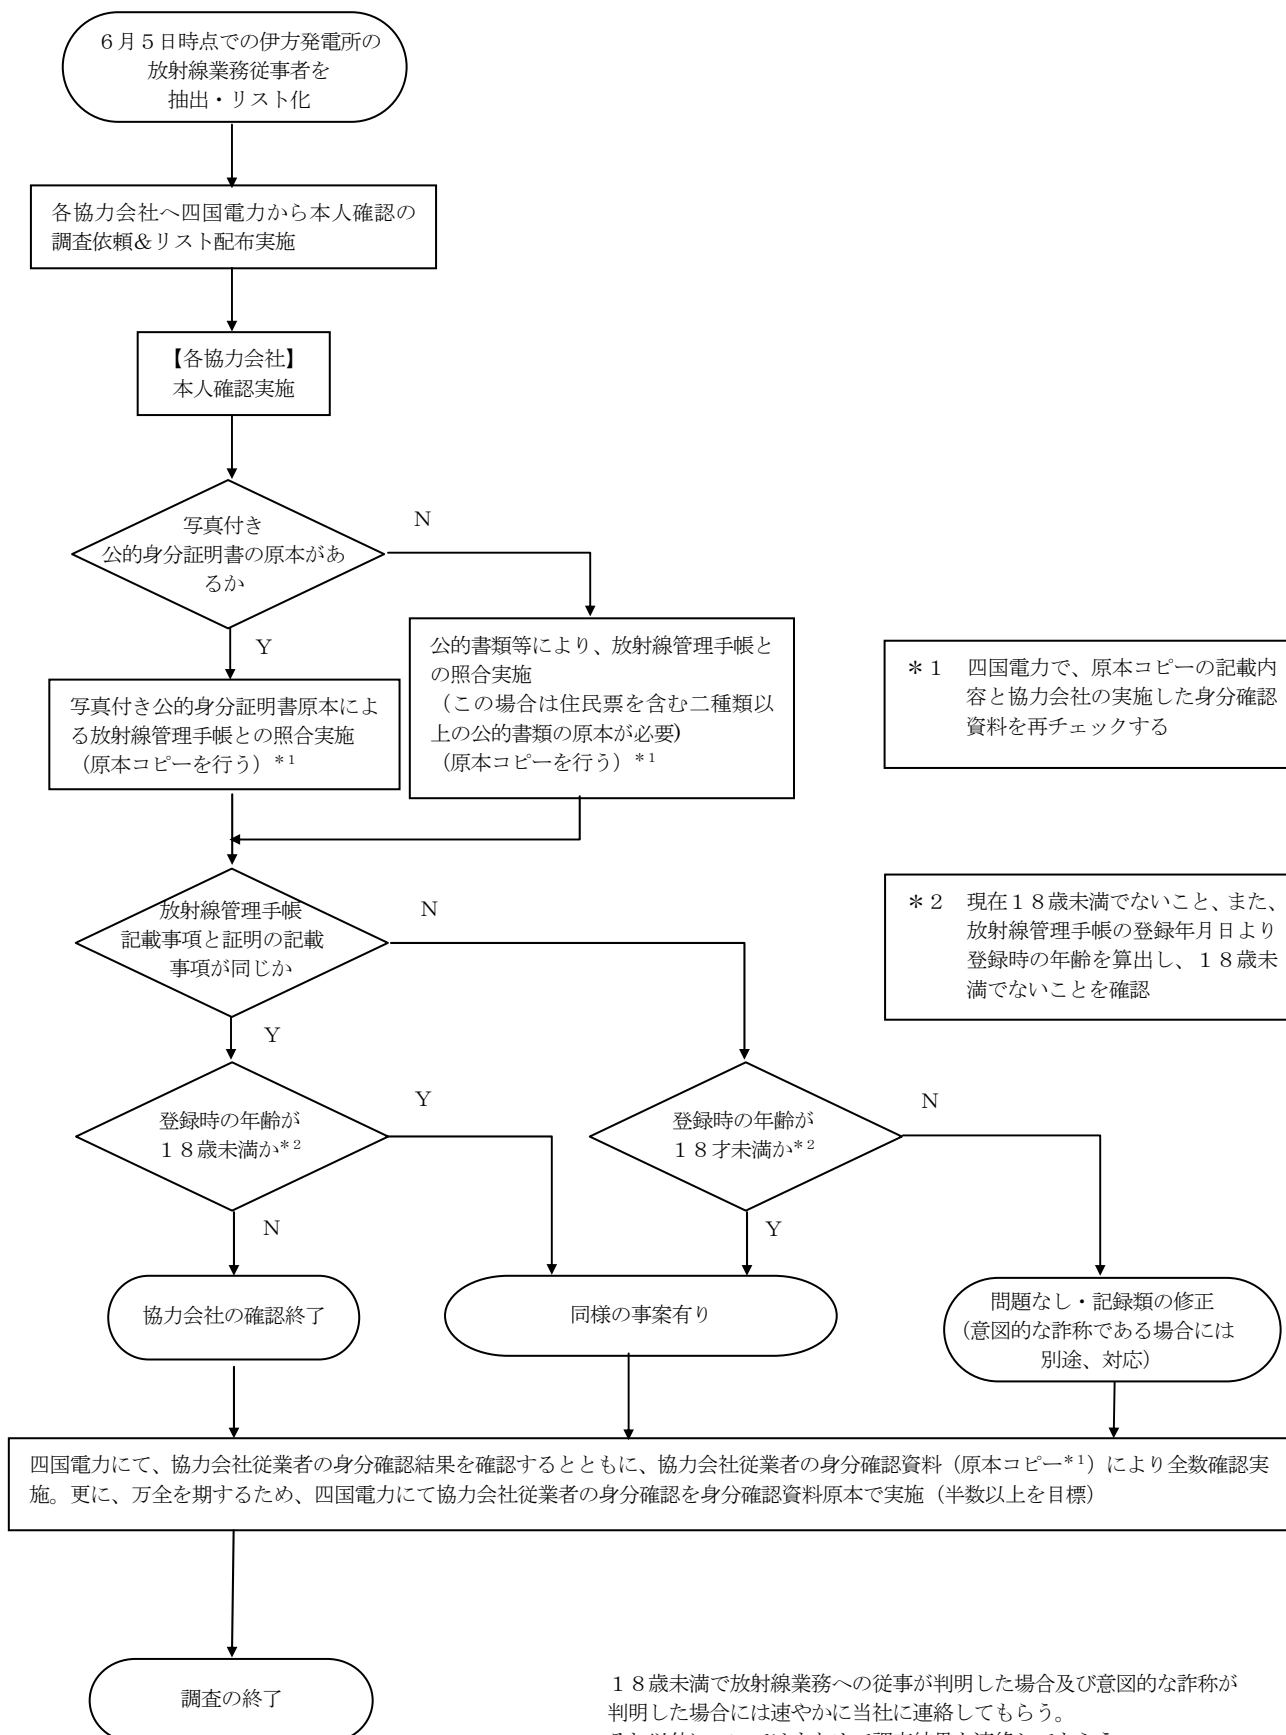 ６月５日時点での伊方発電所の
放射線業務従事者を
抽出・リスト化
各協力会社へ四国電力から本人確認の
調査依頼＆リスト配布実施
【各協力会社】
本人確認実施
写真付き
公的身分証明書の原本があ
るか
N
Y
公的書類等により、放射線管理手帳と
の照合実施
（この場合は住民票を含む二種類以
上の公的書類の原本が必要)
（原本コピーを行う）＊１
写真付き公的身分証明書原本によ
る放射線管理手帳との照合実施
（原本コピーを行う）＊１
＊１　四国電力で、原本コピーの記載内
容と協力会社の実施した身分確認
資料を再チェックする
放射線管理手帳
記載事項と証明の記載
事項が同じか
N
Y
＊２　現在１８歳未満でないこと、また、
放射線管理手帳の登録年月日より
登録時の年齢を算出し、１８歳未
満でないことを確認
登録時の年齢が
１８歳未満か＊２
Y
N
登録時の年齢が
１８才未満か＊２
N
Y
協力会社の確認終了
同様の事案有り
問題なし・記録類の修正
（意図的な詐称である場合には
別途、対応）
四国電力にて、協力会社従業者の身分確認結果を確認するとともに、協力会社従業者の身分確認資料（原本コピー＊１）により全数確認実
施。更に、万全を期するため、四国電力にて協力会社従業者の身分確認を身分確認資料原本で実施（半数以上を目標）
調査の終了
１８歳未満で放射線業務への従事が判明した場合及び意図的な詐称が
判明した場合には速やかに当社に連絡してもらう。